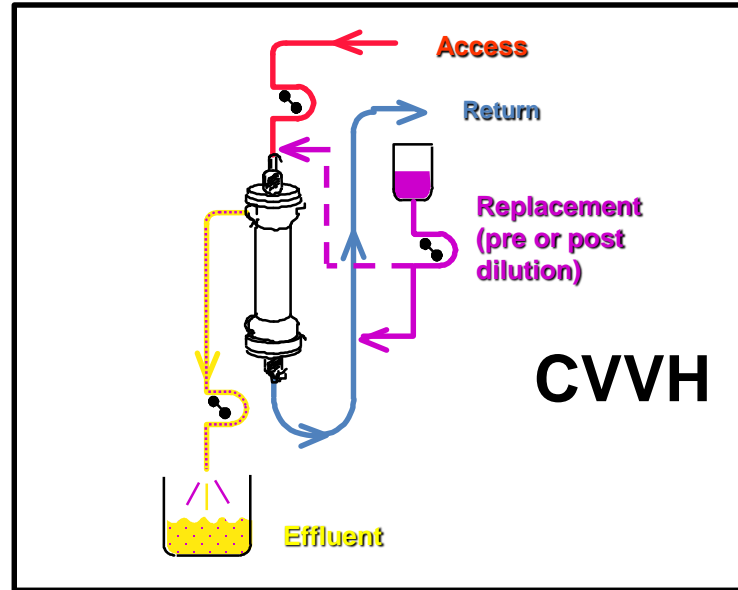 Access
Return
Replacement
(pre or post
dilution)
CVVH
Effluent